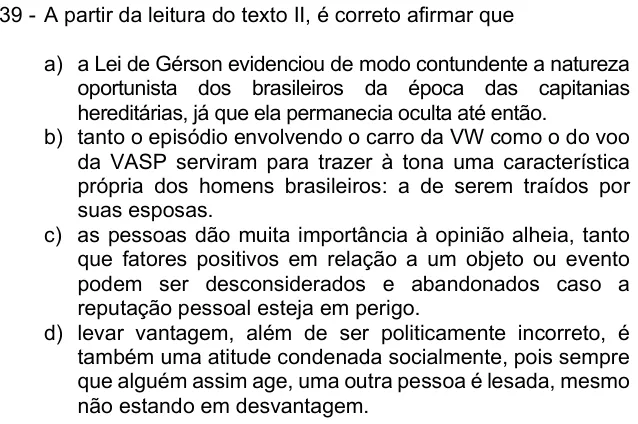 39 - A partir da leitura do texto II, é correto afirmar que
a) a Lei de Gérson evidenciou de modo contundente a natureza
oportunista dos brasileiros da época das capitanias
hereditárias, já que ela permanecia oculta até então.
b) tanto o episódio envolvendo o carro da VW como o do voo
da VASP serviram para trazer à tona uma característica
própria dos homens brasileiros: a de serem traídos por
suas esposas.
c) as pessoas dão muita importância à opinião alheia, tanto
que fatores positivos em relação a um objeto ou evento
podem ser desconsiderados e abandonados caso a
reputação pessoal esteja em perigo.
d) levar vantagem, além de ser politicamente incorreto, é
também uma atitude condenada socialmente, pois sempre
que alguém assim age, uma outra pessoa é lesada, mesmo
não estando em desvantagem.